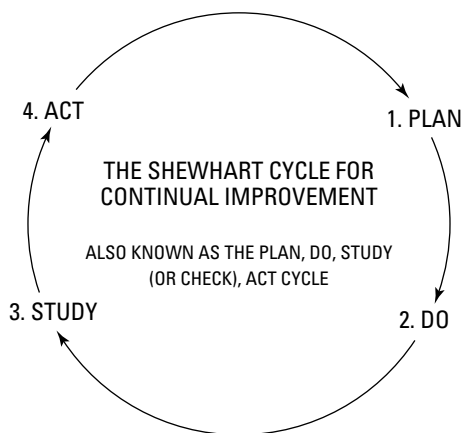 4. ACT
1. PLAN
THE SHEWHART CYCLE FOR
CONTINUAL IMPROVEMENT
ALSO KNOWN AS THE PLAN, DO, STUDY
(OR CHECK), ACT CYCLE
3. STUDY
2. DO